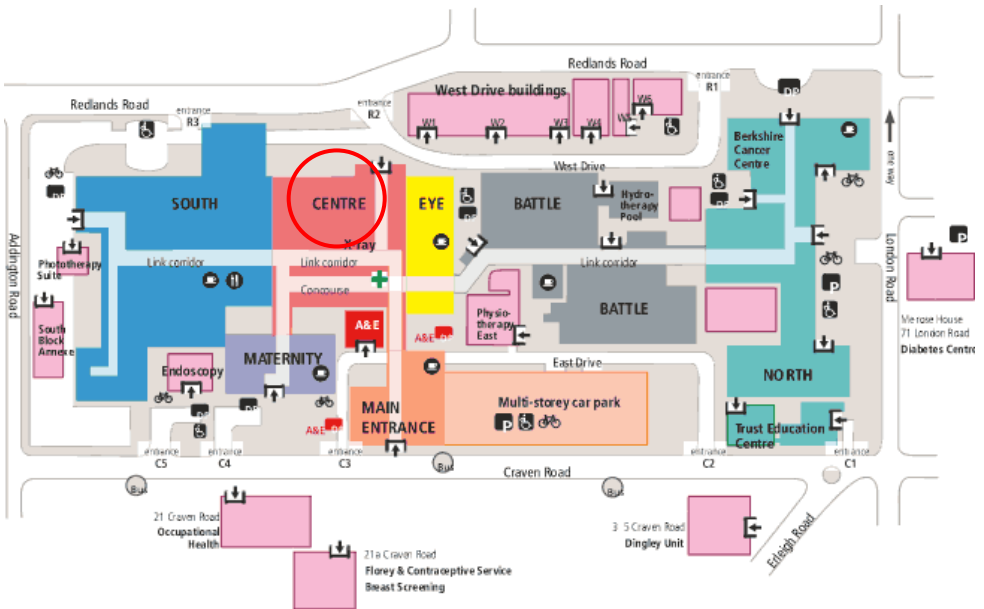 Redlands Road
entrance
R1
West Drive buildings
entrance
R2
Redlands Road
entrance
R3
W1
W2
W3
W4
W5
Berkshire
Cancer
Centre
one way
West Drive
SOUTH
CENTRE
EYE
BATTLE
Hydro-
therapy
Pool
X-ray
Addington Road
Phototherapy
Suite
Link corridor
Link corridor
Link corridor
London Road
Concourse
South
Block
Annexe
A&E
A&E
Physio-
therapy
East
BATTLE
Melrose House
71 London Road
Diabetes Centre
MATERNITY
Endoscopy
East Drive
NORTH
MAIN
ENTRANCE
Multi-storey car park
P
A&E
Trust Education
Centre
entrance
C5
entrance
C4
entrance
C3
entrance
C2
entrance
C1
Bus
Craven Road
Bus
Bus
21 Craven Road
Occupational
Health
3 5 Craven Road
Dingley Unit
Erleigh Road
21a Craven Road
Florey & Contraceptive Service
Breast Screening